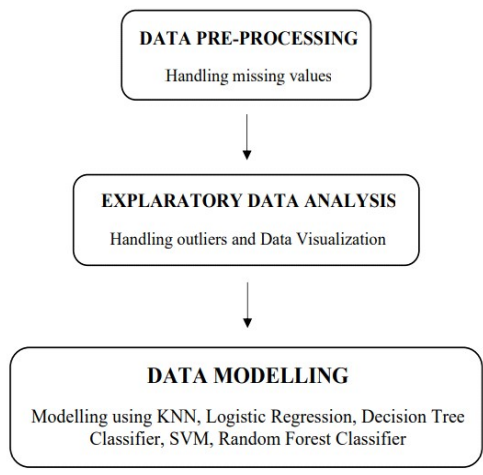 DATA PRE-PROCESSING
Handling missing values
EXPLARATORY DATA ANALYSIS
Handling outliers and Data Visualization
DATA MODELLING
Modelling using KNN, Logistic Regression, Decision Tree
Classifier, SVM, Random Forest Classifier